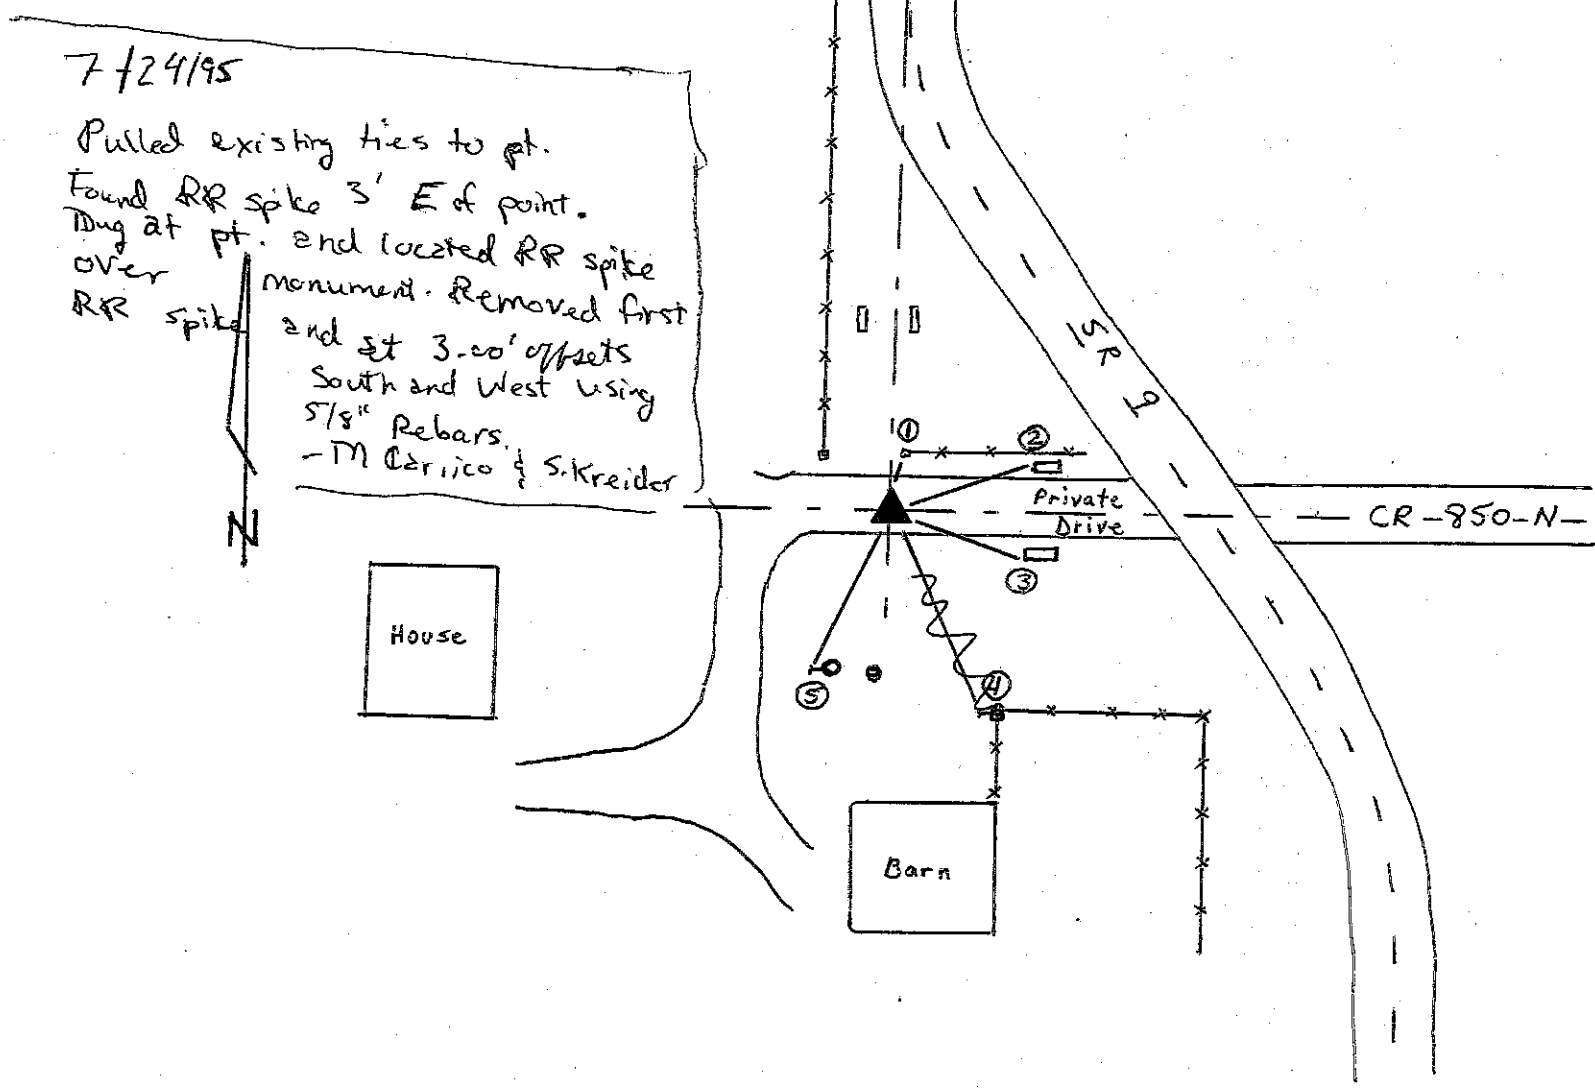 7/24/95
Pulled existing ties to pt.
Found RR spike 3' E of point.
Dug at pt. and located RR spike
over monument. Removed first
RR spike and set 3.00' offsets
South and West using
5/8" Rebars.
- M Carrico & S. Kreider
N
House
Barn
SR 9
Private
Drive
CR-850-N-
1
2
3
4
5